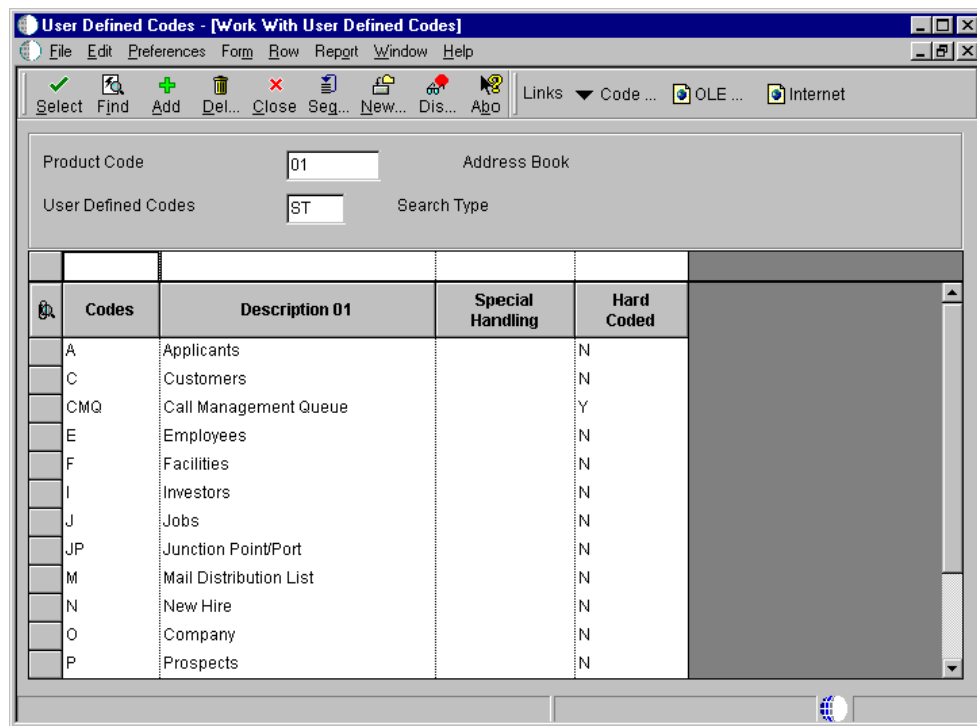 User Defined Codes - [Work With User Defined Codes]
File Edit Preferences Form Row Report Window Help
Select Find Add Del... Close Seq... New... Dis... Abo Links Code ... OLE ... Internet
Product Code 01 Address Book
User Defined Codes ST Search Type
Codes Description 01 Special Handling Hard Coded
A Applicants N
C Customers N
CMQ Call Management Queue Y
E Employees N
F Facilities N
I Investors N
J Jobs N
JP Junction Point/Port N
M Mail Distribution List N
N New Hire N
O Company N
P Prospects N